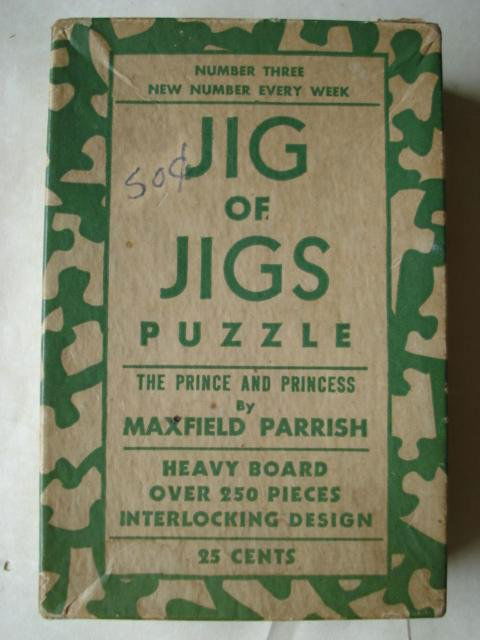 NUMBER THREE
NEW NUMBER EVERY WEEK
50¢
JIG
OF
JIGS
PUZZLE
THE PRINCE AND PRINCESS
By
MAXFIELD PARRISH
HEAVY BOARD
OVER 250 PIECES
INTERLOCKING DESIGN
25 CENTS